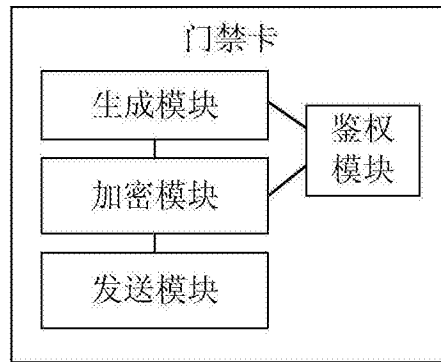 门禁卡
生成模块
鉴权
模块
加密模块
发送模块